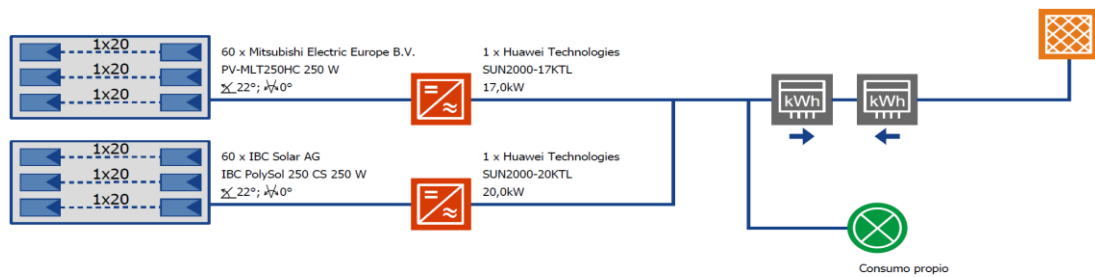 1x20
1x20
1x20
60 x Mitsubishi Electric Europe B.V.
PV-MLT250HC 250 W
22°; 0°
1 x Huawei Technologies
SUN2000-17KTL
17,0kW
kWh
kWh
1x20
1x20
1x20
60 x IBC Solar AG
IBC PolySol 250 CS 250 W
22°; 0°
1 x Huawei Technologies
SUN2000-20KTL
20,0kW
Consumo propio